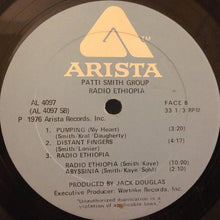 ARISTA
PATTI SMITH GROUP
RADIO ETHIOPIA
AL 4097
(AL 4097 SB)
FACE B
33 1/3 RPM
P 1976 Arista Records, Inc.
1. PUMPING (My Heart) (3:20)
(Smith/Kral/Daugherty)
2. DISTANT FINGERS (4:17)
(Smith/Lanier)
3. RADIO ETHIOPIA
RADIO ETHIOPIA (Smith/Kaye) (10:00)
ABYSSINIA (Smith/Kaye/Sohl) (2:10)
PRODUCED BY JACK DOUGLAS
Executive Producer: Wartoke Records, Inc.
"Unauthorized duplication is a
violation of applicable laws."